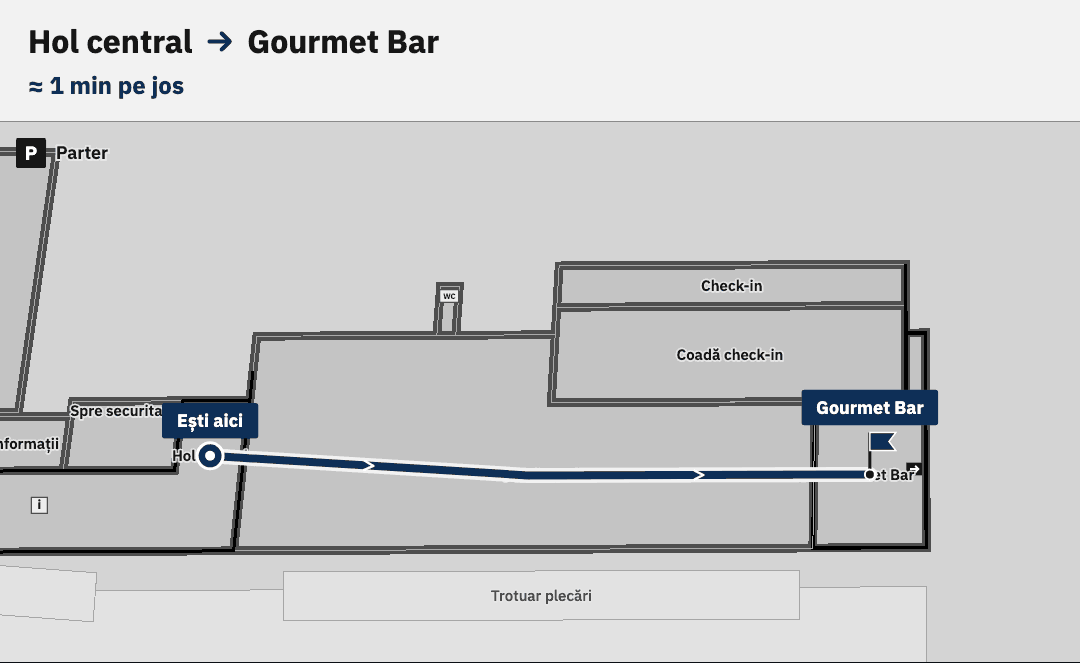 Hol central → Gourmet Bar
≈ 1 min pe jos
P Parter
wc
Check-in
Coadă check-in
Spre securita
Ești aici
Gourmet Bar
nformații
Hol
et Bar
i
Trotuar plecări